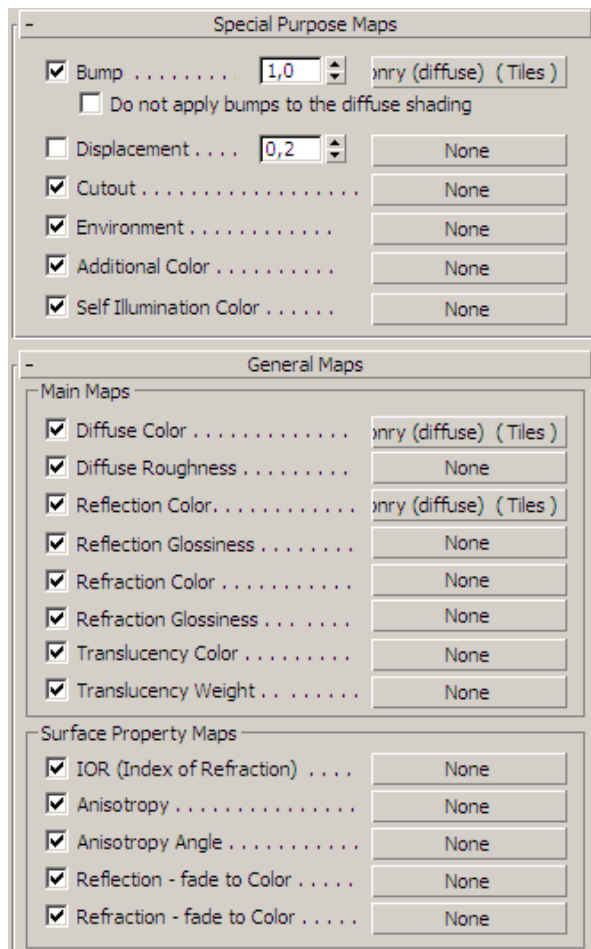 - Special Purpose Maps
Bump . . . . . . . . . 1,0 onry (diffuse) ( Tiles )
Do not apply bumps to the diffuse shading
Displacement . . . . 0,2 None
Cutout . . . . . . . . . . . . . . . . . . None
Environment . . . . . . . . . . . . None
Additional Color . . . . . . . . . . None
Self Illumination Color . . . . . . None
- General Maps
Main Maps
Diffuse Color . . . . . . . . . . . . . onry (diffuse) ( Tiles )
Diffuse Roughness . . . . . . . . . None
Reflection Color. . . . . . . . . . . . onry (diffuse) ( Tiles )
Reflection Glossiness . . . . . . . . None
Refraction Color . . . . . . . . . . . None
Refraction Glossiness . . . . . . . None
Translucency Color . . . . . . . . . None
Translucency Weight . . . . . . . . None
Surface Property Maps
IOR (Index of Refraction) . . . . None
Anisotropy . . . . . . . . . . . . . . . None
Anisotropy Angle . . . . . . . . . . . None
Reflection - fade to Color . . . . . None
Refraction - fade to Color . . . . None